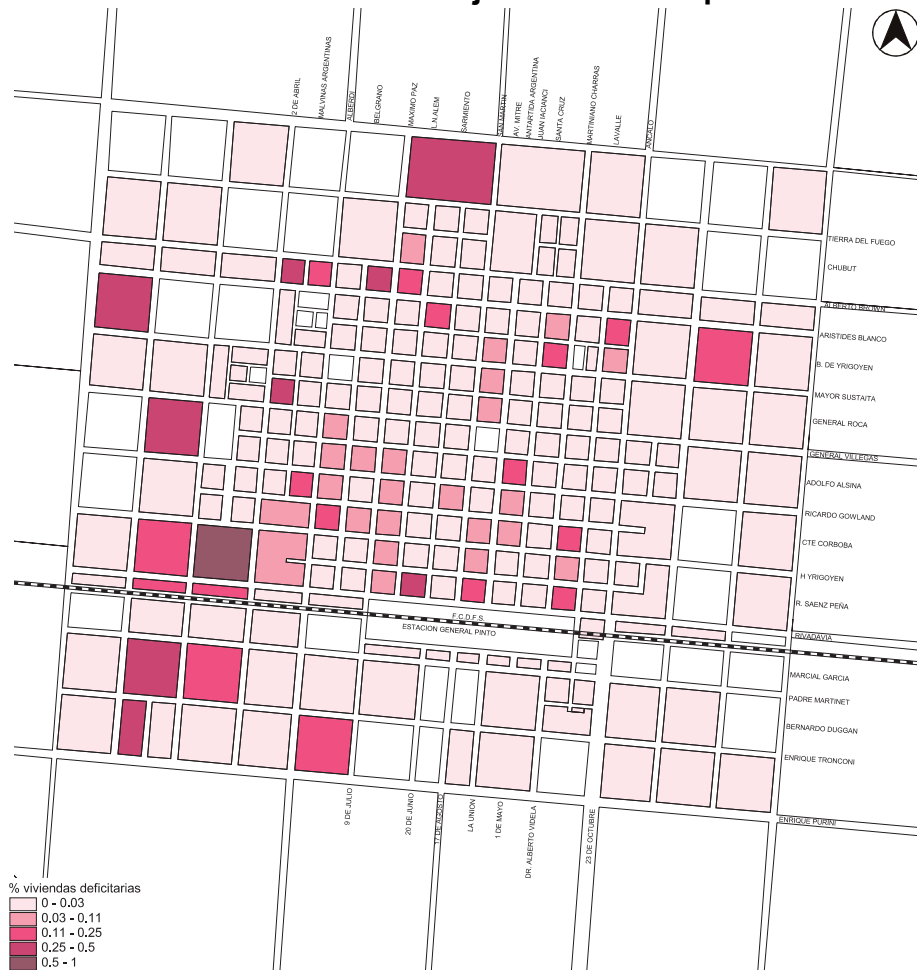 2 DE ABRIL
MALVINAS ARGENTINAS
ALBERDI
BELGRANO
MAXIMO PAZ
L.N.ALEM
SARMIENTO
SAN MARTIN
AV. MITRE
ANTARTIDA ARGENTINA
JUAN IACIANCI
SANTA CRUZ
MARTINIANO CHARRAS
LAVALLE
ANCALO
TIERRA DEL FUEGO
CHUBUT
ALBERTO BROWN
ARISTIDES BLANCO
B. DE YRIGOYEN
MAYOR SUSTAITA
GENERAL ROCA
GENERAL VILLEGAS
ADOLFO ALSINA
RICARDO GOWLAND
CTE CORBOBA
H YRIGOYEN
R. SAENZ PEÑA
RIVADAVIA
F.C.D.F.S.
ESTACION GENERAL PINTO
MARCIAL GARCIA
PADRE MARTINET
BERNARDO DUGGAN
ENRIQUE TRONCONI
ENRIQUE PURINI
9 DE JULIO
20 DE JUNIO
17 DE AGOSTO
LA UNION
1 DE MAYO
DR. ALBERTO VIDELA
23 DE OCTUBRE
% viviendas deficitarias
0 - 0.03
0.03 - 0.11
0.11 - 0.25
0.25 - 0.5
0.5 - 1